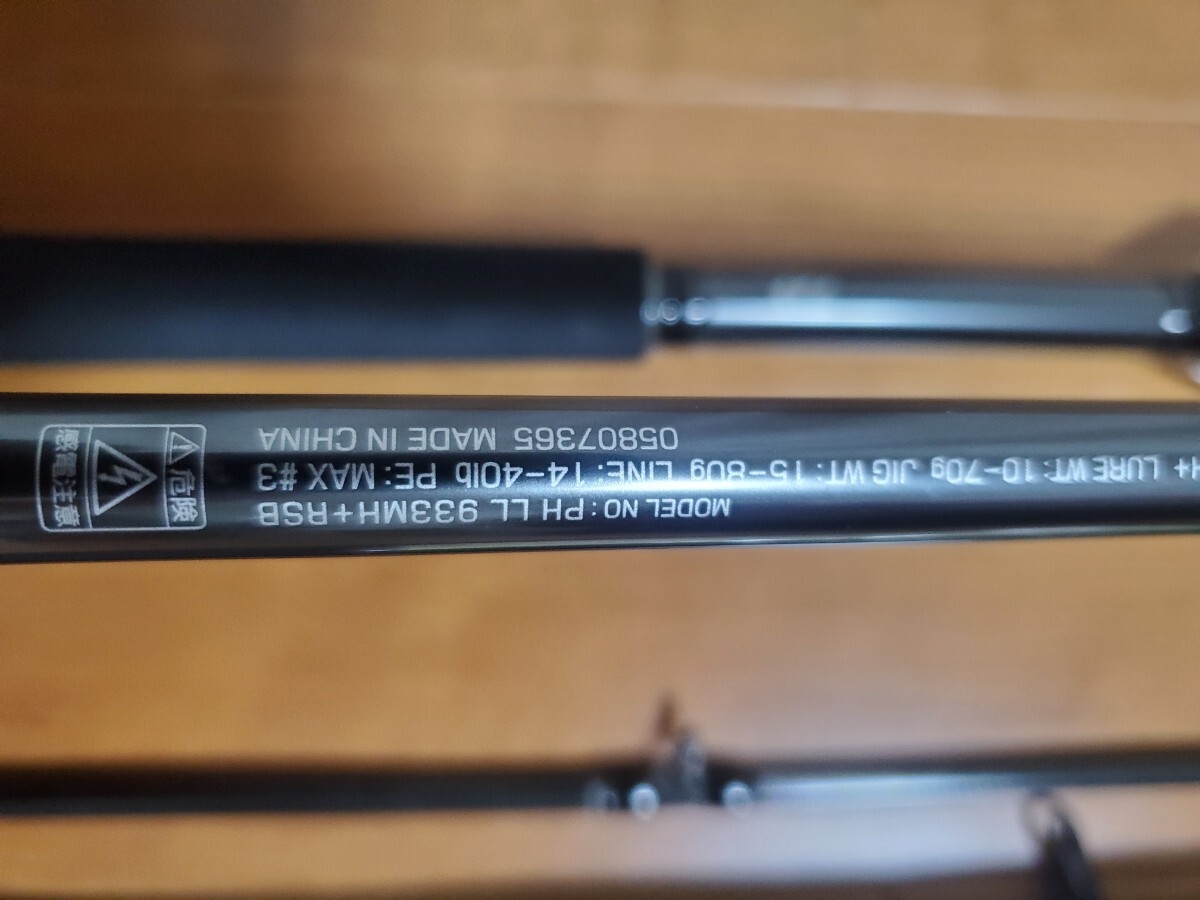 MODEL NO: PH LL 933MH+RSB
H+ LURE WT: 10-70g JIG WT: 15-80g LINE: 14-40lb PE: MAX #3
05807365 MADE IN CHINA
危険
感電注意